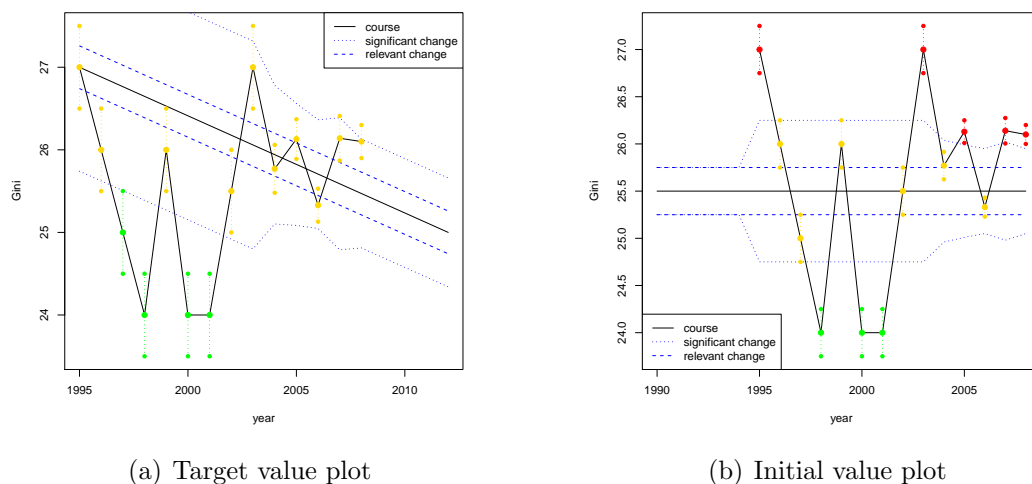 course
significant change
relevant change
Gini
24
25
26
27
1995
2000
2005
2010
year
(a) Target value plot
course
significant change
relevant change
Gini
24.0
24.5
25.0
25.5
26.0
26.5
27.0
1990
1995
2000
2005
year
(b) Initial value plot